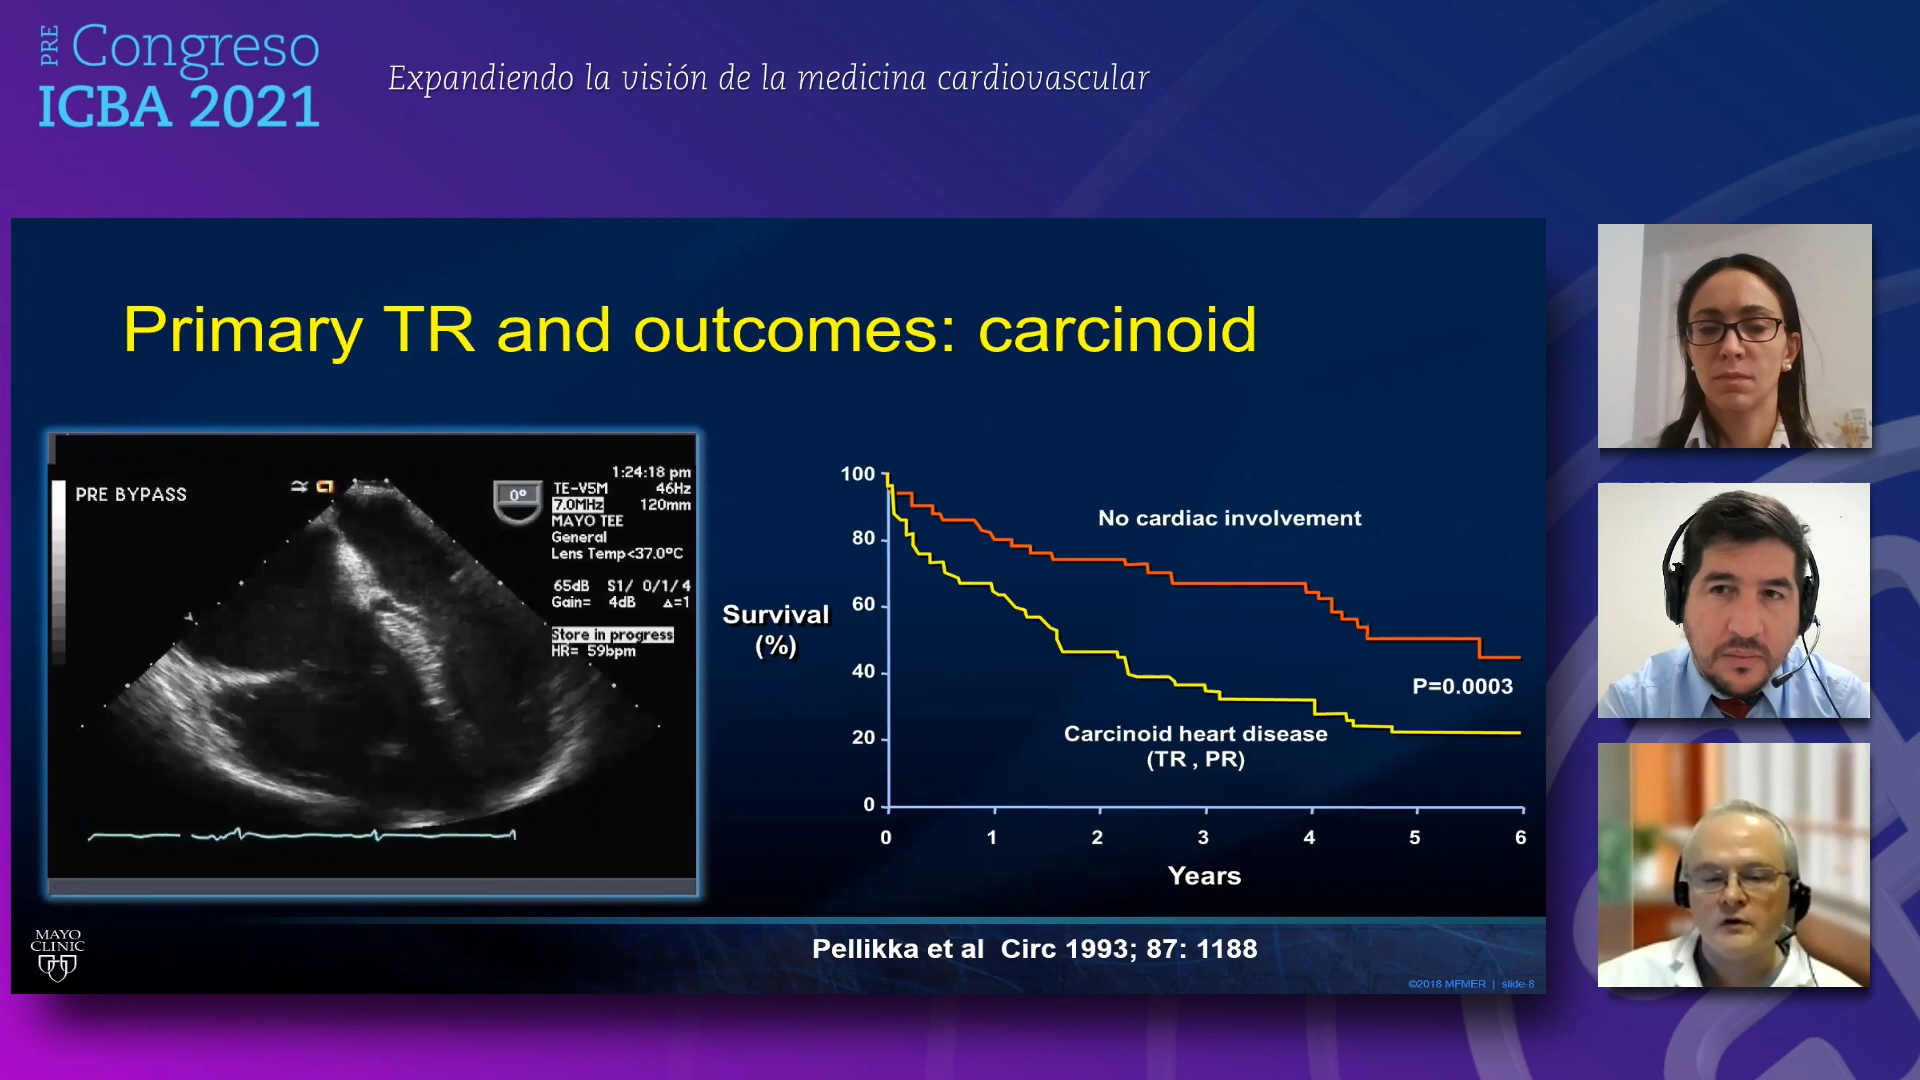 PRE
Congreso
ICBA 2021
Expandiendo la visión de la medicina cardiovascular
Primary TR and outcomes: carcinoid
PRE BYPASS
0°
1:24:18 pm
TE-V5M 46Hz
7.0MHz 120mm
MAYO TEE
General
Lens Temp<37.0°C
65dB S1/ 0/1/4
Gain= 4dB Δ=1
Store in progress
HR= 59bpm
Survival
(%)
100
80
60
40
20
0
No cardiac involvement
P=0.0003
Carcinoid heart disease
(TR , PR)
0 1 2 3 4 5 6
Years
MAYO
CLINIC
Pellikka et al Circ 1993; 87: 1188
©2018 MFMER | slide-8